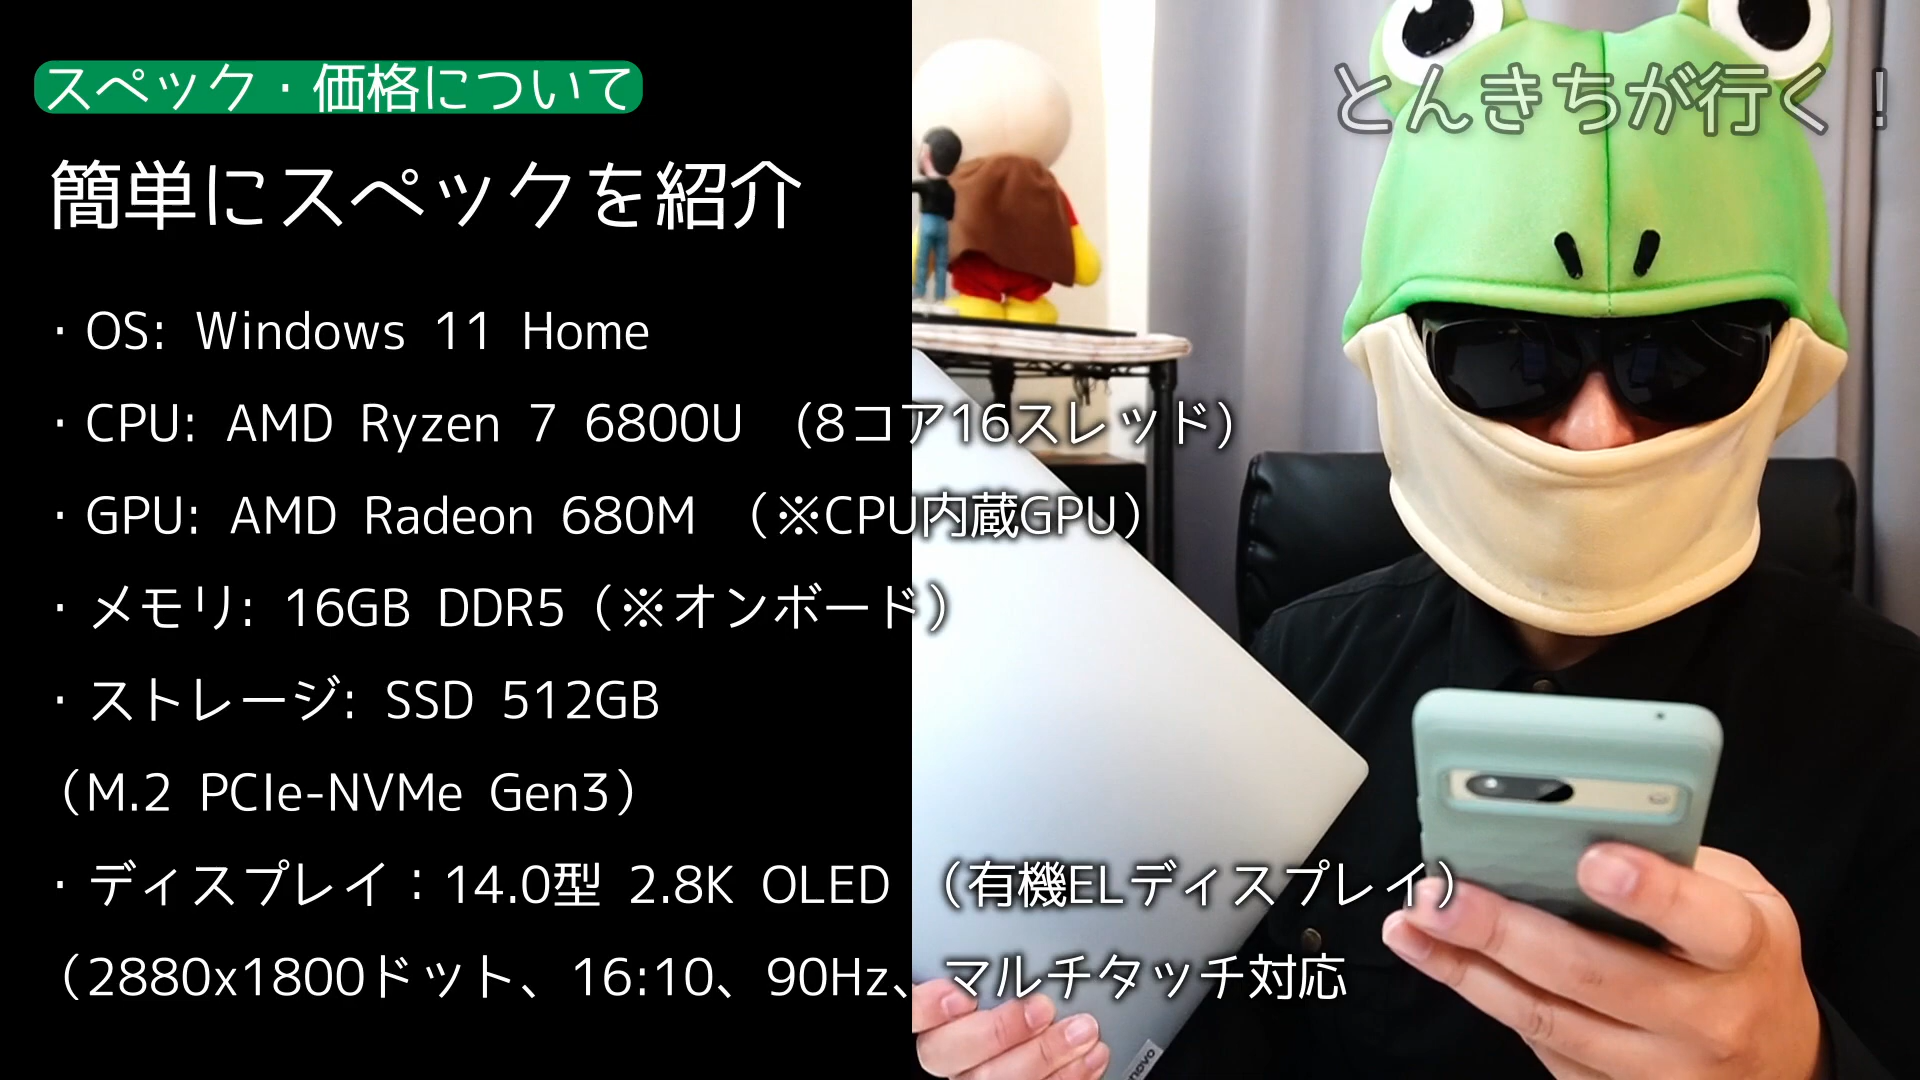 スペック・価格について
とんきちが行く！
簡単にスペックを紹介
・OS: Windows 11 Home
・CPU: AMD Ryzen 7 6800U （8コア16スレッド）
・GPU: AMD Radeon 680M （※CPU内蔵GPU）
・メモリ: 16GB DDR5（※オンボード）
・ストレージ: SSD 512GB
（M.2 PCIe-NVMe Gen3）
・ディスプレイ：14.0型 2.8K OLED （有機ELディスプレイ）
（2880x1800ドット、16:10、90Hz、マルチタッチ対応